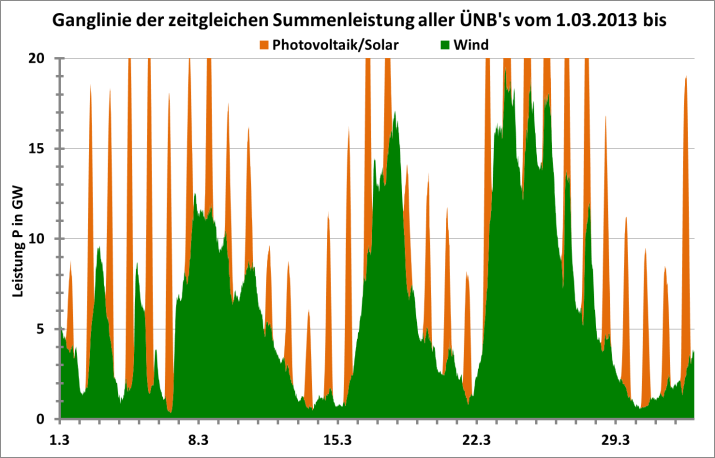 Ganglinie der zeitgleichen Summenleistung aller ÜNB's vom 1.03.2013 bis
Photovoltaik/Solar Wind
20
15
10
5
0
Leistung P in GW
1.3 8.3 15.3 22.3 29.3